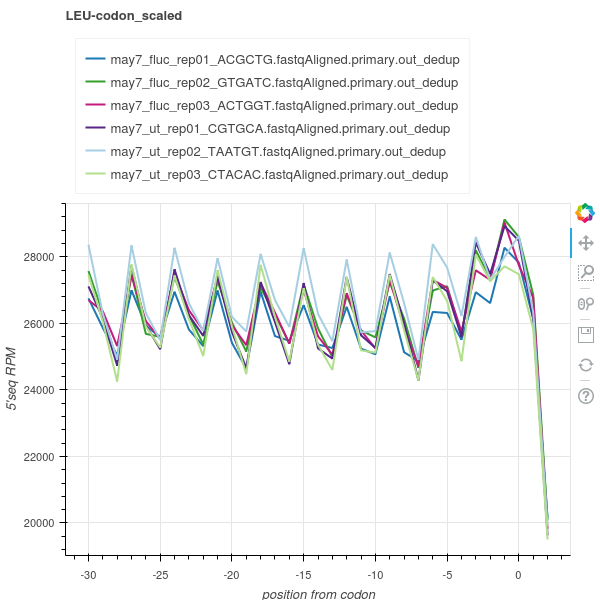 LEU-codon_scaled
may7_fluc_rep01_ACGCTG.fastqAligned.primary.out_dedup
may7_fluc_rep02_GTGATC.fastqAligned.primary.out_dedup
may7_fluc_rep03_ACTGGT.fastqAligned.primary.out_dedup
may7_ut_rep01_CGTGCA.fastqAligned.primary.out_dedup
may7_ut_rep02_TAATGT.fastqAligned.primary.out_dedup
may7_ut_rep03_CTACAC.fastqAligned.primary.out_dedup
28000
26000
24000
22000
20000
5'seq RPM
-30 -25 -20 -15 -10 -5 0
position from codon